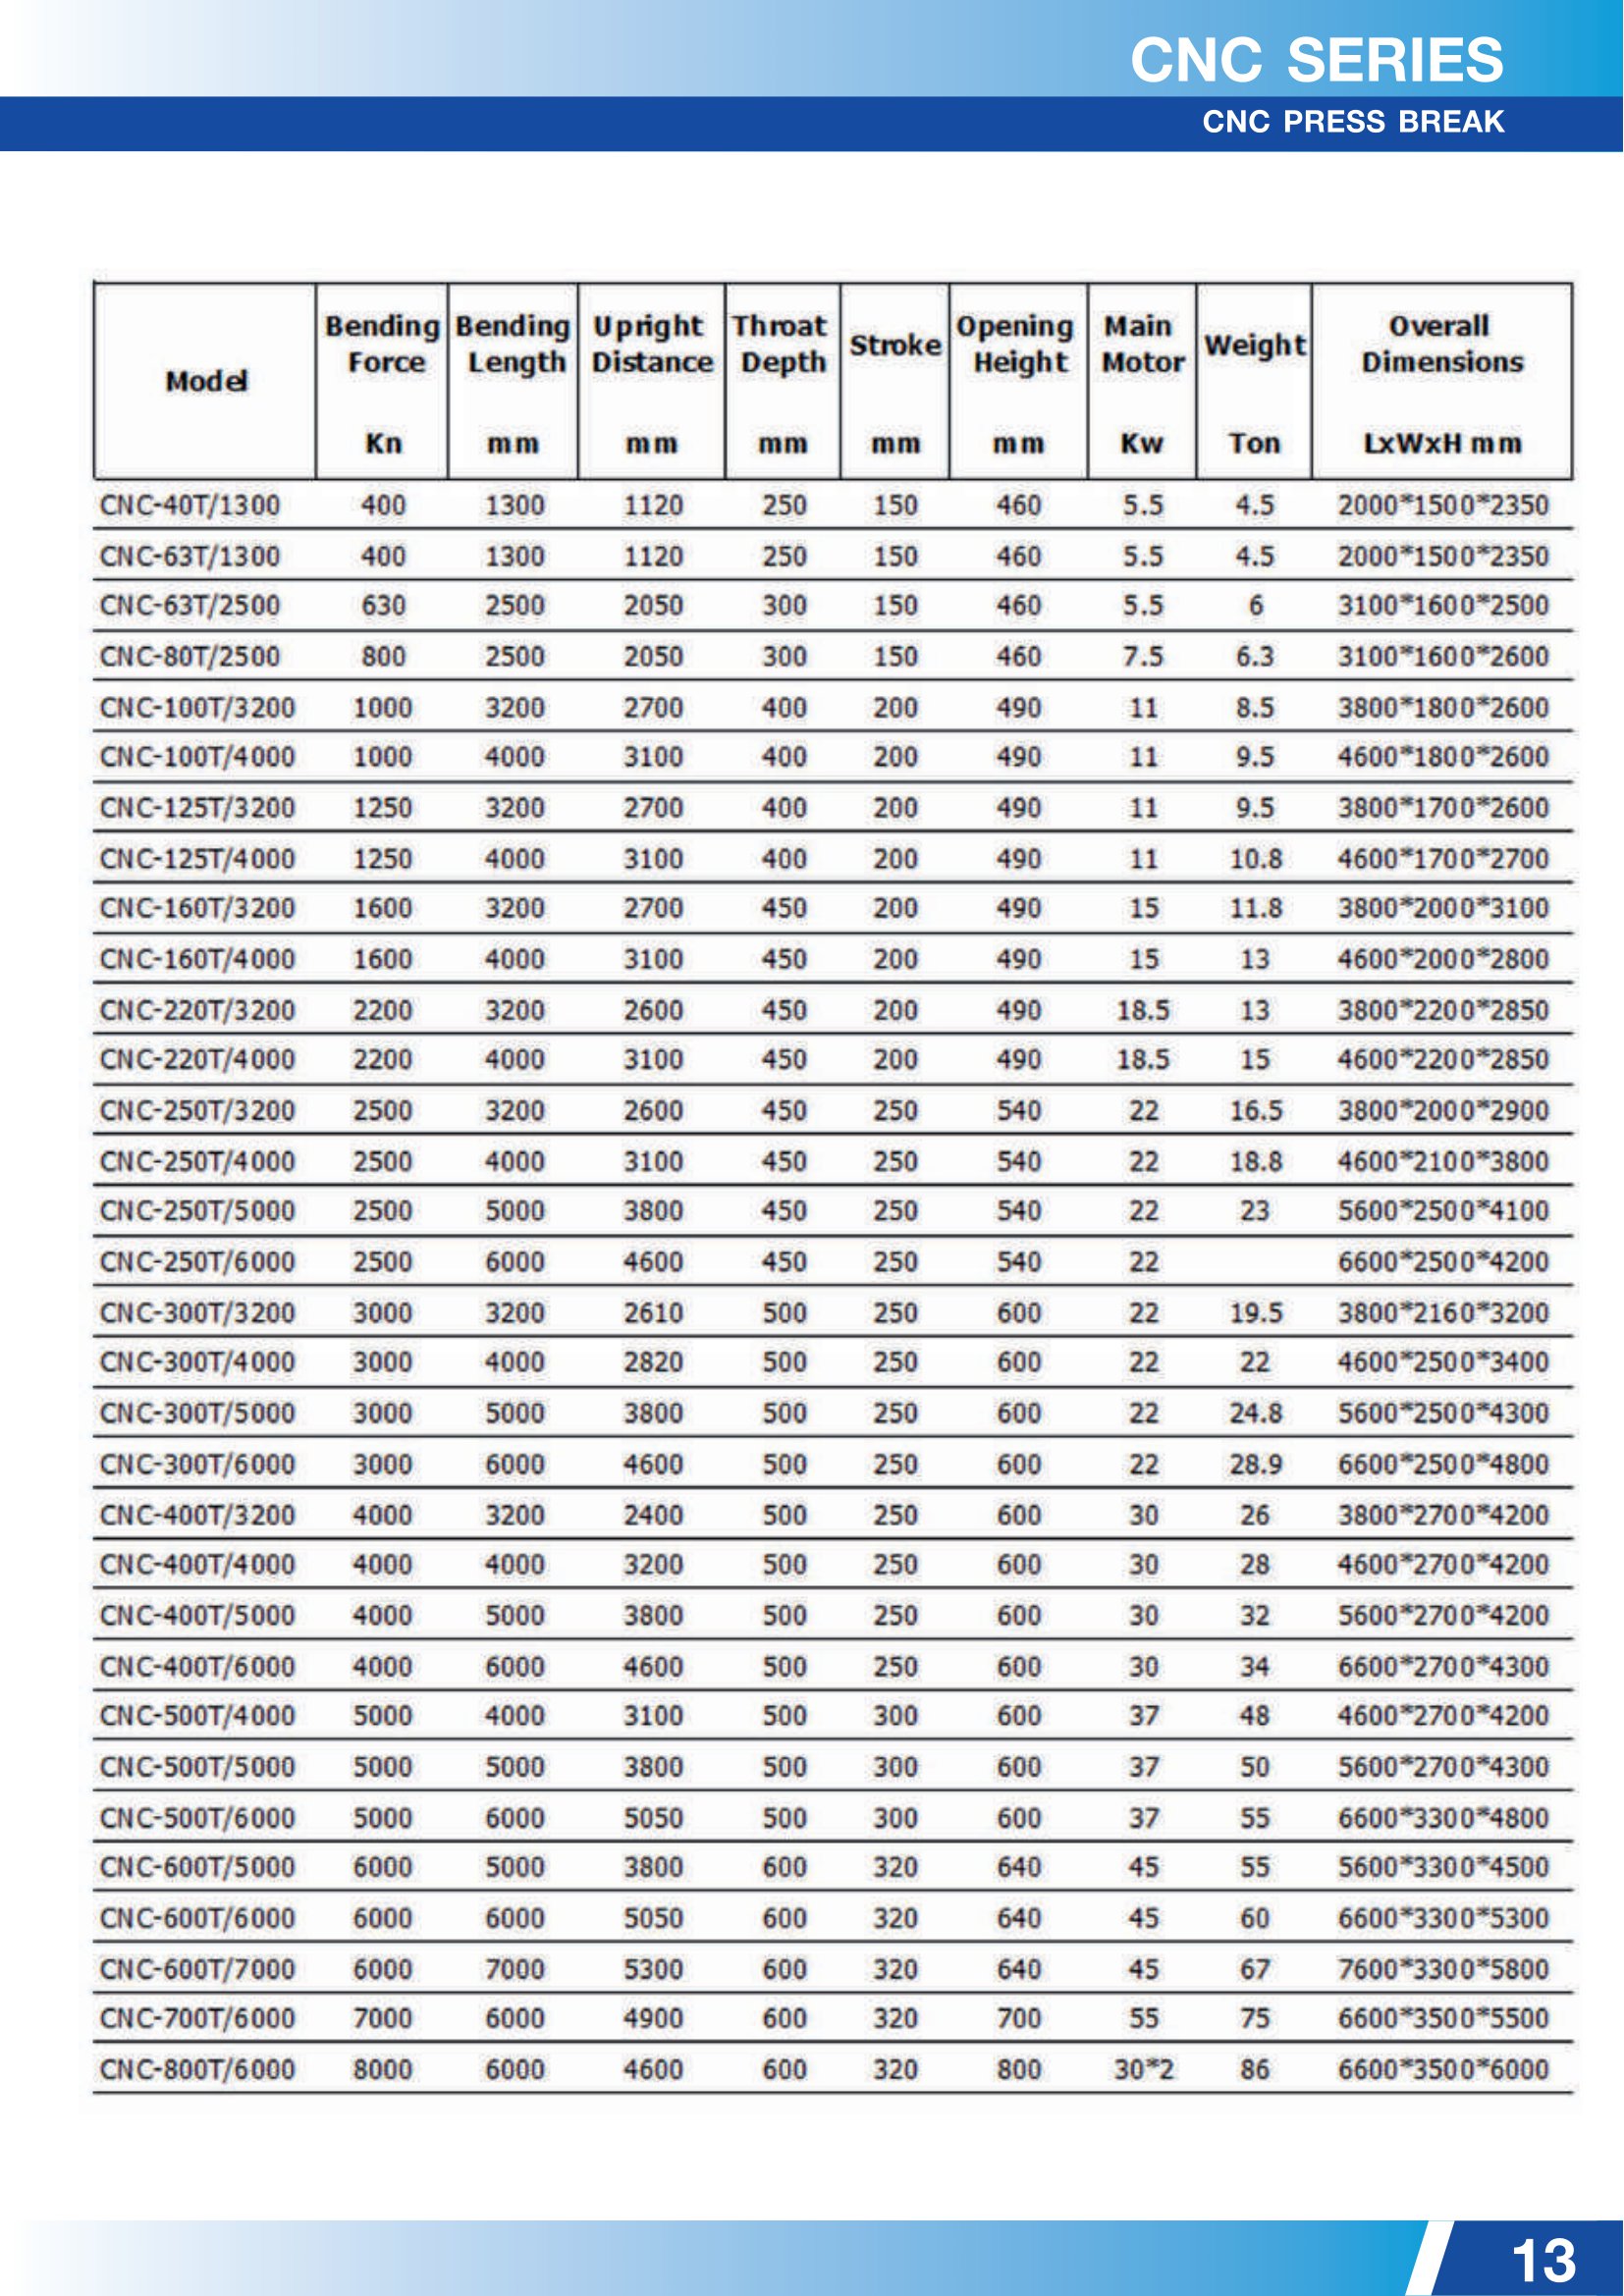 CNC SERIES
CNC PRESS BREAK
Model Bending Force Kn Bending Length mm Upright Distance mm Throat Depth mm Stroke mm Opening Height mm Main Motor Kw Weight Ton Overall Dimensions LxWxH mm
CNC-40T/1300 400 1300 1120 250 150 460 5.5 4.5 2000*1500*2350
CNC-63T/1300 400 1300 1120 250 150 460 5.5 4.5 2000*1500*2350
CNC-63T/2500 630 2500 2050 300 150 460 5.5 6 3100*1600*2500
CNC-80T/2500 800 2500 2050 300 150 460 7.5 6.3 3100*1600*2600
CNC-100T/3200 1000 3200 2700 400 200 490 11 8.5 3800*1800*2600
CNC-100T/4000 1000 4000 3100 400 200 490 11 9.5 4600*1800*2600
CNC-125T/3200 1250 3200 2700 400 200 490 11 9.5 3800*1700*2600
CNC-125T/4000 1250 4000 3100 400 200 490 11 10.8 4600*1700*2700
CNC-160T/3200 1600 3200 2700 450 200 490 15 11.8 3800*2000*3100
CNC-160T/4000 1600 4000 3100 450 200 490 15 13 4600*2000*2800
CNC-220T/3200 2200 3200 2600 450 200 490 18.5 13 3800*2200*2850
CNC-220T/4000 2200 4000 3100 450 200 490 18.5 15 4600*2200*2850
CNC-250T/3200 2500 3200 2600 450 250 540 22 16.5 3800*2000*2900
CNC-250T/4000 2500 4000 3100 450 250 540 22 18.8 4600*2100*3800
CNC-250T/5000 2500 5000 3800 450 250 540 22 23 5600*2500*4100
CNC-250T/6000 2500 6000 4600 450 250 540 22 6600*2500*4200
CNC-300T/3200 3000 3200 2610 500 250 600 22 19.5 3800*2160*3200
CNC-300T/4000 3000 4000 2820 500 250 600 22 22 4600*2500*3400
CNC-300T/5000 3000 5000 3800 500 250 600 22 24.8 5600*2500*4300
CNC-300T/6000 3000 6000 4600 500 250 600 22 28.9 6600*2500*4800
CNC-400T/3200 4000 3200 2400 500 250 600 30 26 3800*2700*4200
CNC-400T/4000 4000 4000 3200 500 250 600 30 28 4600*2700*4200
CNC-400T/5000 4000 5000 3800 500 250 600 30 32 5600*2700*4200
CNC-400T/6000 4000 6000 4600 500 250 600 30 34 6600*2700*4300
CNC-500T/4000 5000 4000 3100 500 300 600 37 48 4600*2700*4200
CNC-500T/5000 5000 5000 3800 500 300 600 37 50 5600*2700*4300
CNC-500T/6000 5000 6000 5050 500 300 600 37 55 6600*3300*4800
CNC-600T/5000 6000 5000 3800 600 320 640 45 55 5600*3300*4500
CNC-600T/6000 6000 6000 5050 600 320 640 45 60 6600*3300*5300
CNC-600T/7000 6000 7000 5300 600 320 640 45 67 7600*3300*5800
CNC-700T/6000 7000 6000 4900 600 320 700 55 75 6600*3500*5500
CNC-800T/6000 8000 6000 4600 600 320 800 30*2 86 6600*3500*6000
13